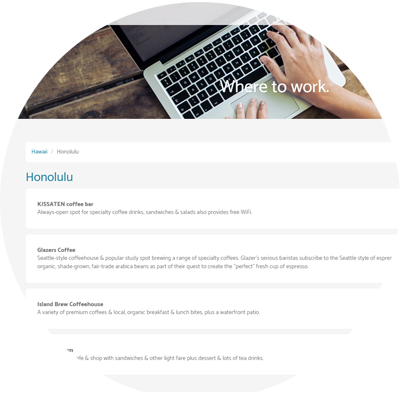 Where to work.
Hawaii / Honolulu
Honolulu
KISSATEN coffee bar
Always-open spot for specialty coffee drinks, sandwiches & salads also provides free WiFi.
Glazers Coffee
Seattle-style coffeehouse & popular study spot brewing a range of specialty coffees. Glazer's serious baristas subscribe to the Seattle style of esprer
organic, shade-grown, fair-trade arabica beans as part of their quest to create the "perfect" fresh cup of espresso.
Island Brew Coffeehouse
A variety of premium coffees & local, organic breakfast & lunch bites, plus a waterfront patio.
& shop with sandwiches & other light fare plus dessert & lots of tea drinks.